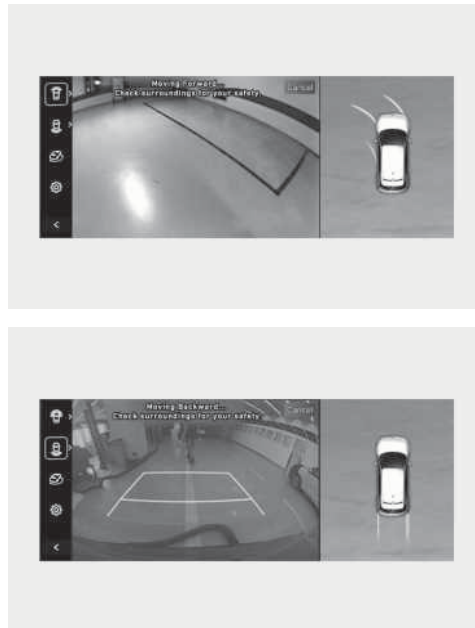 Moving Forward...
Check surroundings for your safety.
Cancel
Moving Backward...
Check surroundings for your safety.
Cancel